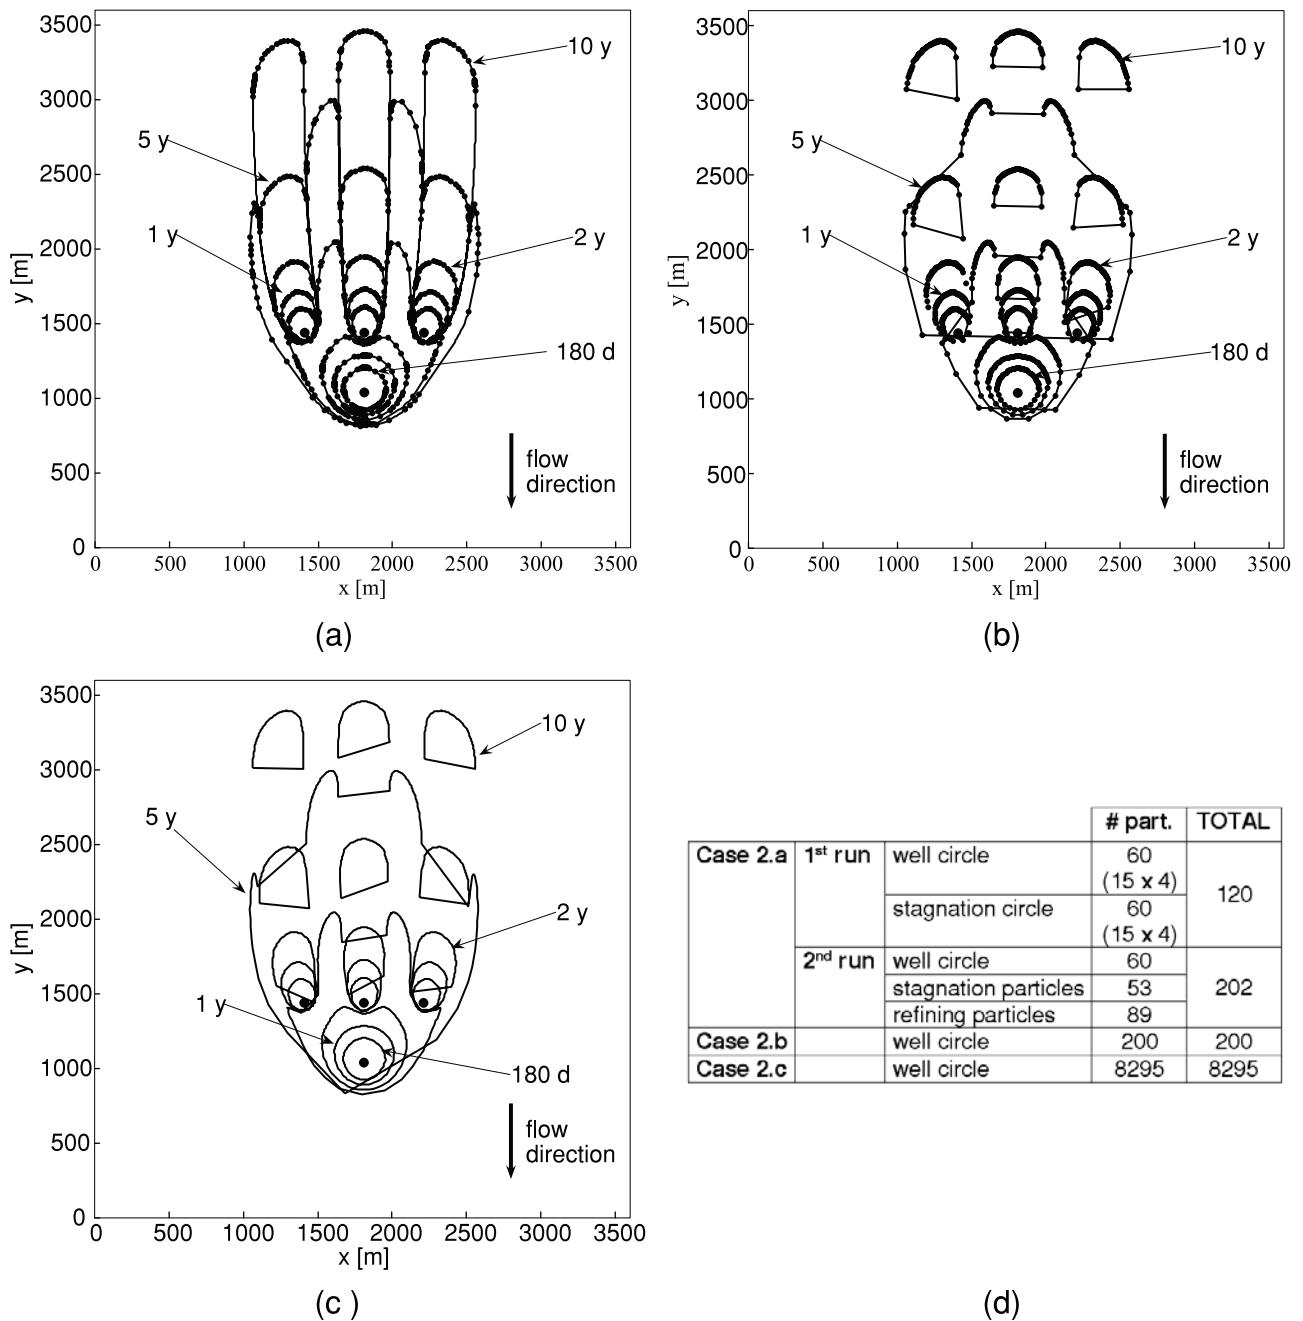 3500
3000
2500
2000
1500
1000
500
0
y [m]
10 y
5 y
1 y
2 y
180 d
flow
direction
0 500 1000 1500 2000 2500 3000 3500
x [m]
(a)
3500
3000
2500
2000
1500
1000
500
0
y [m]
10 y
5 y
1 y
2 y
180 d
flow
direction
0 500 1000 1500 2000 2500 3000 3500
x [m]
(b)
3500
3000
2500
2000
1500
1000
500
0
y [m]
10 y
5 y
2 y
1 y
180 d
flow
direction
0 500 1000 1500 2000 2500 3000 3500
x [m]
(c )
# part. TOTAL
Case 2.a 1st run well circle 60
(15 x 4)
120
stagnation circle 60
(15 x 4)
2nd run well circle 60
stagnation particles 53 202
refining particles 89
Case 2.b well circle 200 200
Case 2.c well circle 8295 8295
(d)